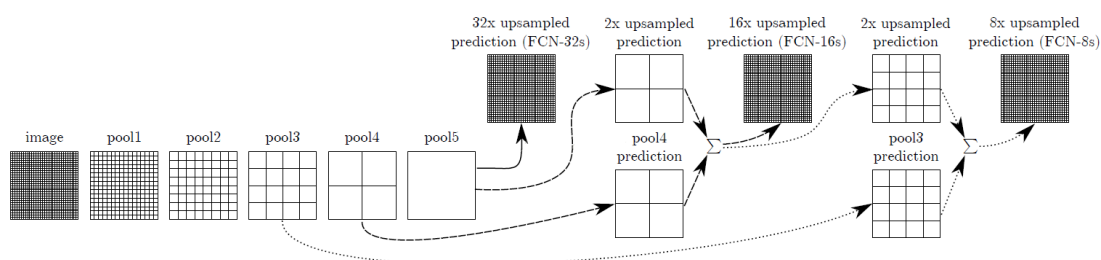 32x upsampled
prediction (FCN-32s)
2x upsampled
prediction
16x upsampled
prediction (FCN-16s)
2x upsampled
prediction
8x upsampled
prediction (FCN-8s)
image
pool1
pool2
pool3
pool4
pool5
pool4
prediction
∑
pool3
prediction
∑